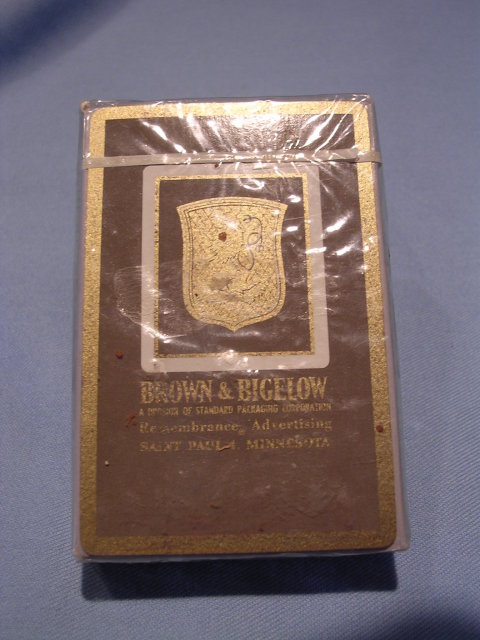 BROWN & BIGELOW
A DIVISION OF STANDARD PACKAGING CORPORATION
Remembrance Advertising
SAINT PAUL 4, MINNESOTA